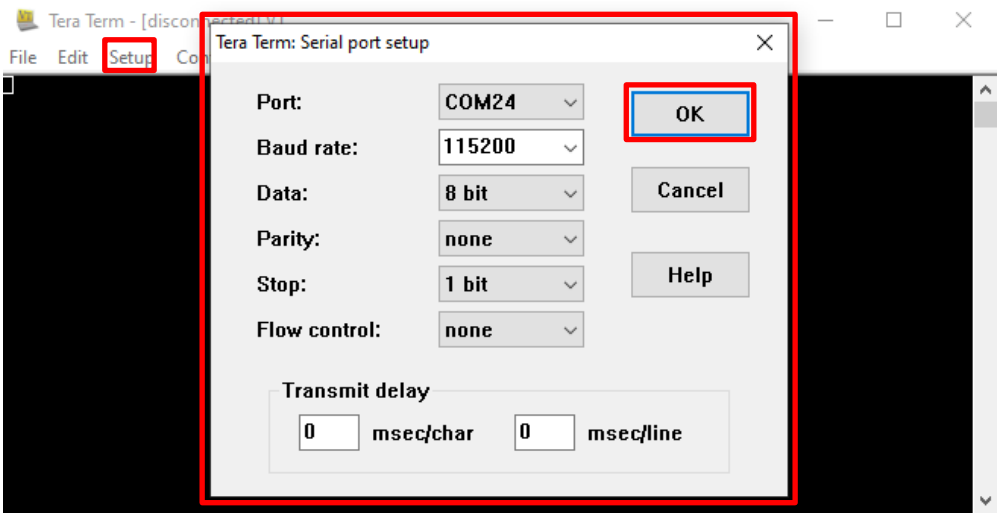 Tera Term - [disconnected] VT
File Edit Setup Con
Tera Term: Serial port setup
Port: COM24
OK
Baud rate: 115200
Data: 8 bit
Cancel
Parity: none
Stop: 1 bit
Help
Flow control: none
Transmit delay
0 msec/char 0 msec/line